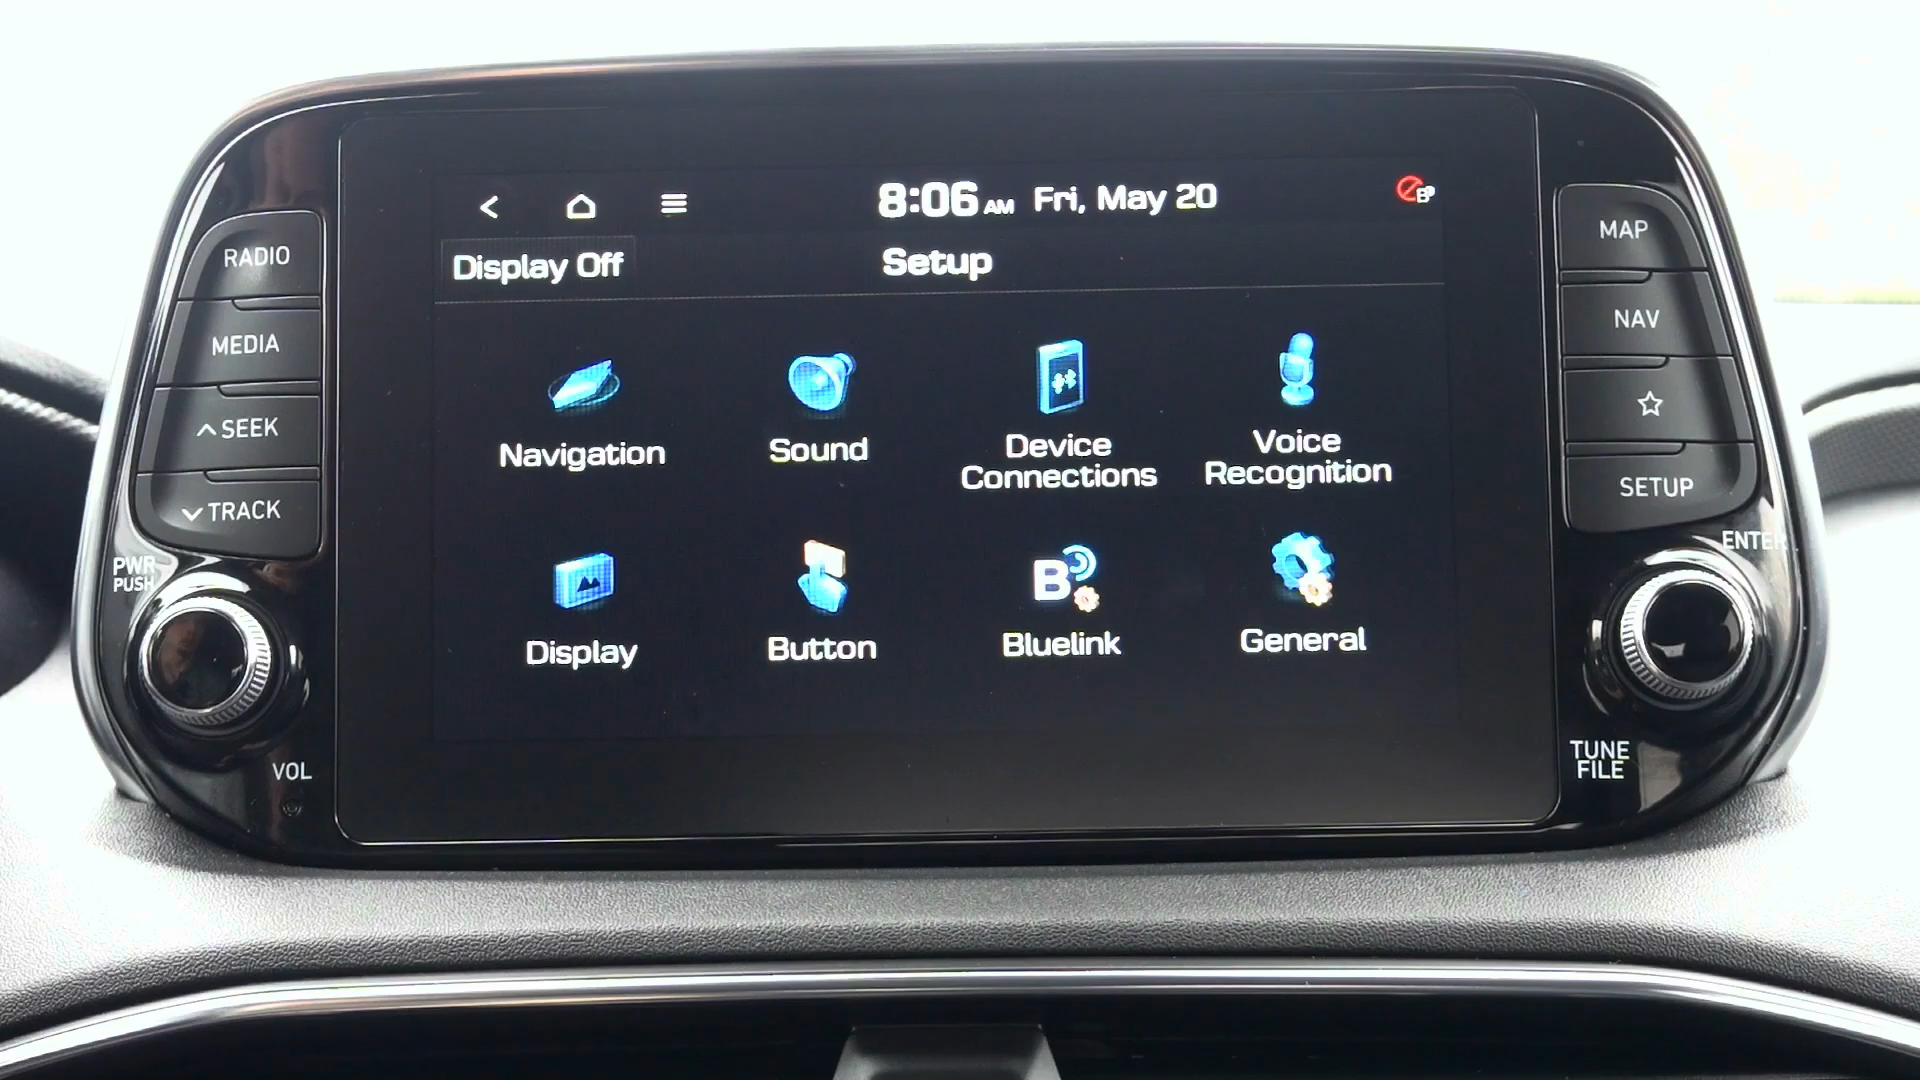 8:06 AM Fri, May 20
Display Off
Setup
Navigation
Sound
Device
Connections
Voice
Recognition
Display
Button
B
Bluelink
General
RADIO
MEDIA
SEEK
TRACK
PWR
PUSH
VOL
MAP
NAV
SETUP
ENTER
TUNE
FILE